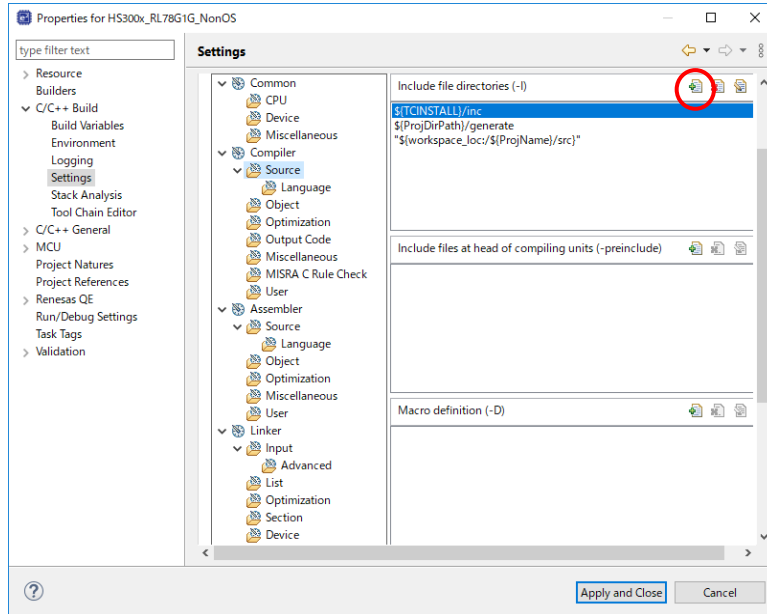 Properties for HS300x_RL78G1G_NonOS
type filter text
Settings
Resource
Builders
C/C++ Build
Build Variables
Environment
Logging
Settings
Stack Analysis
Tool Chain Editor
C/C++ General
MCU
Project Natures
Project References
Renesas QE
Run/Debug Settings
Task Tags
Validation
Common
CPU
Device
Miscellaneous
Compiler
Source
Language
Object
Optimization
Output Code
Miscellaneous
MISRA C Rule Check
User
Assembler
Source
Language
Object
Optimization
Miscellaneous
User
Linker
Input
Advanced
List
Optimization
Section
Device
Include file directories (-I)
${TCINSTALL}/inc
${ProjDirPath}/generate
"${workspace_loc:/${ProjName}/src}"
Include files at head of compiling units (-preinclude)
Macro definition (-D)
?
Apply and Close
Cancel